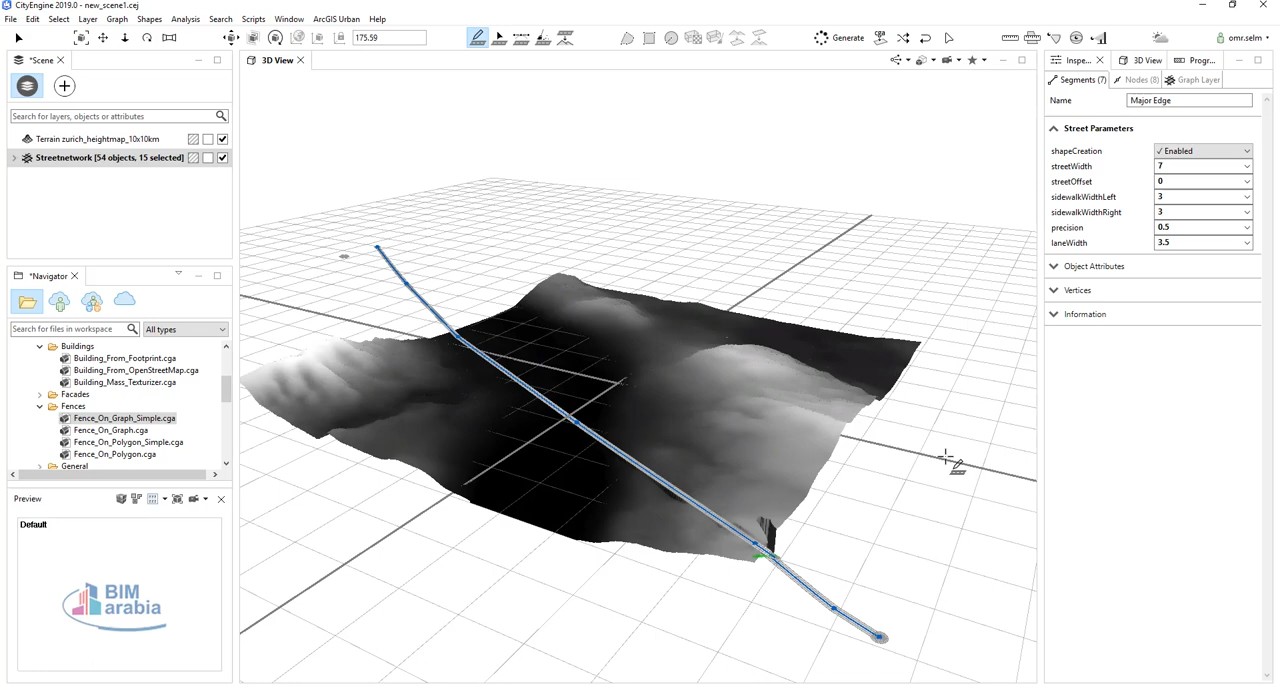 CityEngine 2019.0 - new_scene1.cej
File Edit Select Layer Graph Shapes Analysis Search Scripts Window ArcGIS Urban Help
175.59 Generate omr.selm
*Scene
Search for layers, objects or attributes
Terrain zurich_heightmap_10x10km
Streetnetwork [54 objects, 15 selected]
*Navigator
Search for files in workspace All types
Buildings
Building_From_Footprint.cga
Building_From_OpenStreetMap.cga
Building_Mass_Texturizer.cga
Facades
Fences
Fence_On_Graph_Simple.cga
Fence_On_Graph.cga
Fence_On_Polygon_Simple.cga
Fence_On_Polygon.cga
General
Preview
Default
BIM
arabia
3D View
Inspe... 3D View Progr...
Segments (7) Nodes (8) Graph Layer
Name Major Edge
Street Parameters
shapeCreation ✓ Enabled
streetWidth 7
streetOffset 0
sidewalkWidthLeft 3
sidewalkWidthRight 3
precision 0.5
laneWidth 3.5
Object Attributes
Vertices
Information